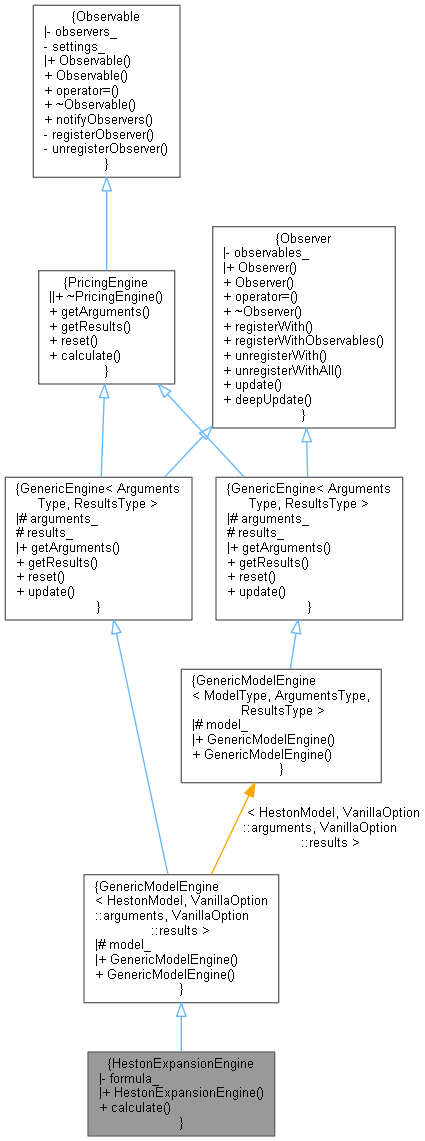 {Observable
|- observers_
- settings_
|+ Observable()
+ Observable()
+ operator=()
+ ~Observable()
+ notifyObservers()
- registerObserver()
- unregisterObserver()
}
{Observer
|- observables_
|+ Observer()
+ Observer()
+ operator=()
+ ~Observer()
+ registerWith()
+ registerWithObservables()
+ unregisterWith()
+ unregisterWithAll()
+ update()
+ deepUpdate()
}
{PricingEngine
||+ ~PricingEngine()
+ getArguments()
+ getResults()
+ reset()
+ calculate()
}
{GenericEngine< Arguments
Type, ResultsType >
|# arguments_
# results_
|+ getArguments()
+ getResults()
+ reset()
+ update()
}
{GenericEngine< Arguments
Type, ResultsType >
|# arguments_
# results_
|+ getArguments()
+ getResults()
+ reset()
+ update()
}
{GenericModelEngine
< ModelType, ArgumentsType,
ResultsType >
|# model_
|+ GenericModelEngine()
+ GenericModelEngine()
}
< HestonModel, VanillaOption
::arguments, VanillaOption
::results >
{GenericModelEngine
< HestonModel, VanillaOption
::arguments, VanillaOption
::results >
|# model_
|+ GenericModelEngine()
+ GenericModelEngine()
}
{HestonExpansionEngine
|- formula_
|+ HestonExpansionEngine()
+ calculate()
}